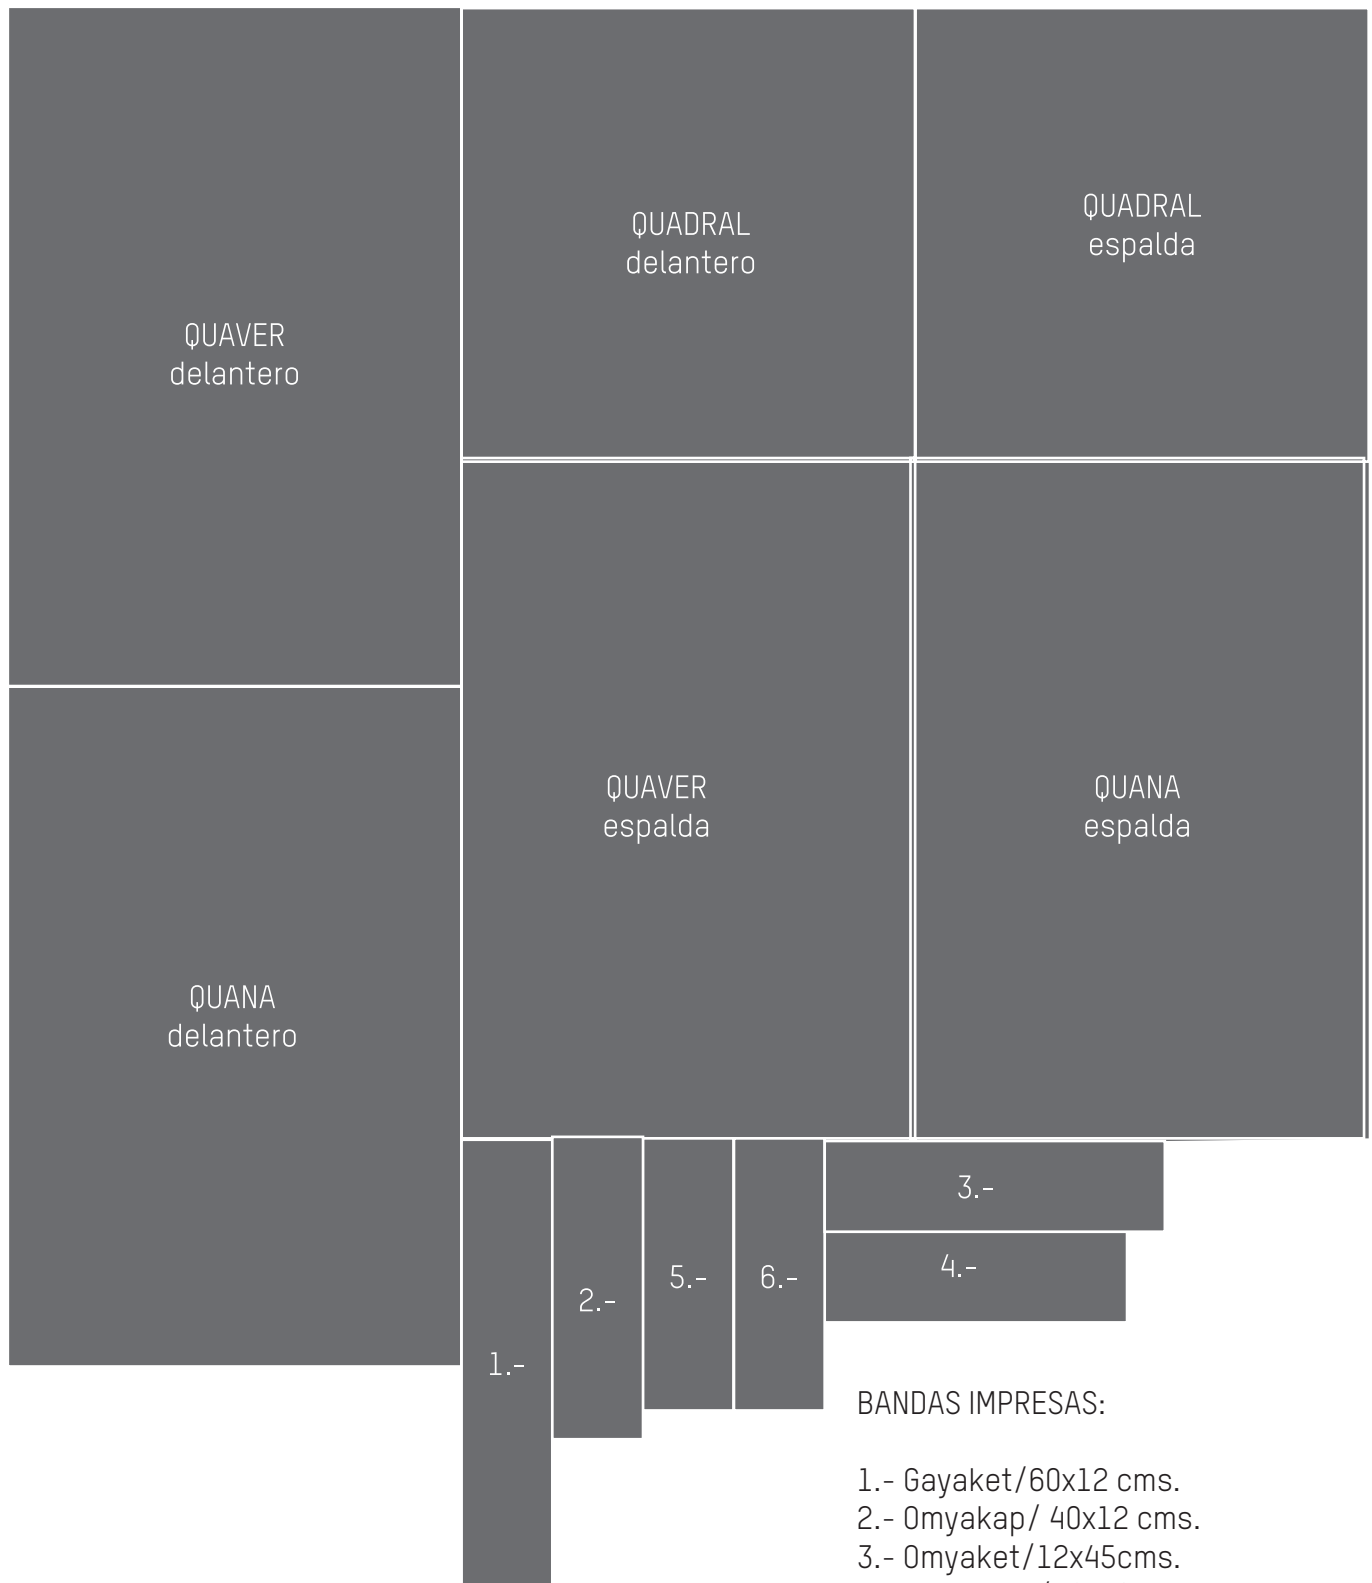 QUAVER
delantero
QUADRAL
delantero
QUADRAL
espalda
QUANA
delantero
QUAVER
espalda
QUANA
espalda
1.-
2.-
5.-
6.-
3.-
4.-
BANDAS IMPRESAS:
1.- Gayaket/60x12 cms.
2.- Omyakap/ 40x12 cms.
3.- Omyaket/12x45cms.